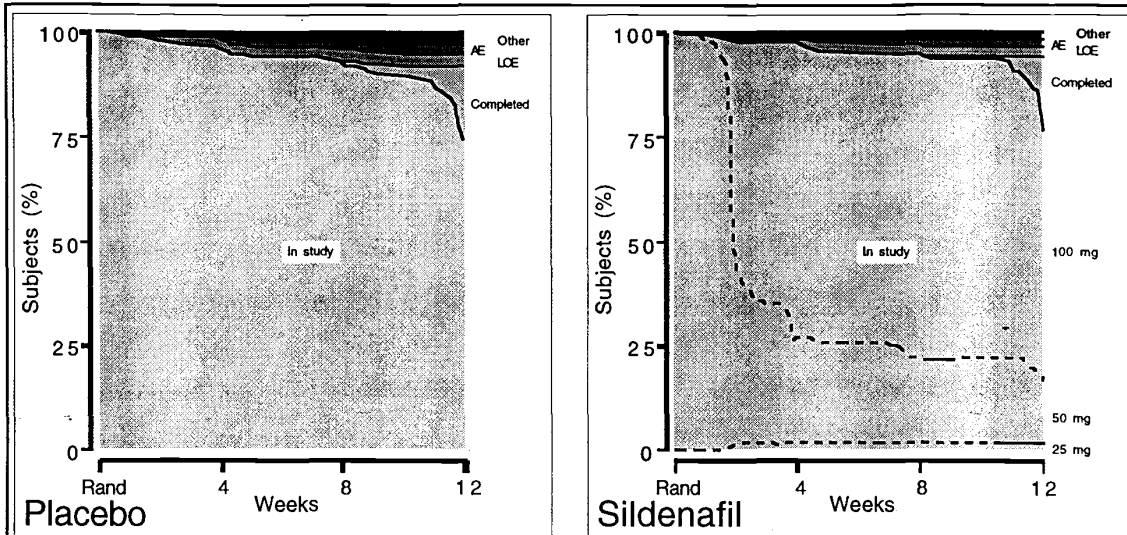 100
Other
AE
LOE
Completed
75
50
In study
25
0
Subjects (%)
Rand
4
8
12
Weeks
Placebo
100
Other
AE
LOE
Completed
75
50
In study
100 mg
25
50 mg
0
25 mg
Subjects (%)
Rand
4
8
12
Weeks
Sildenafil